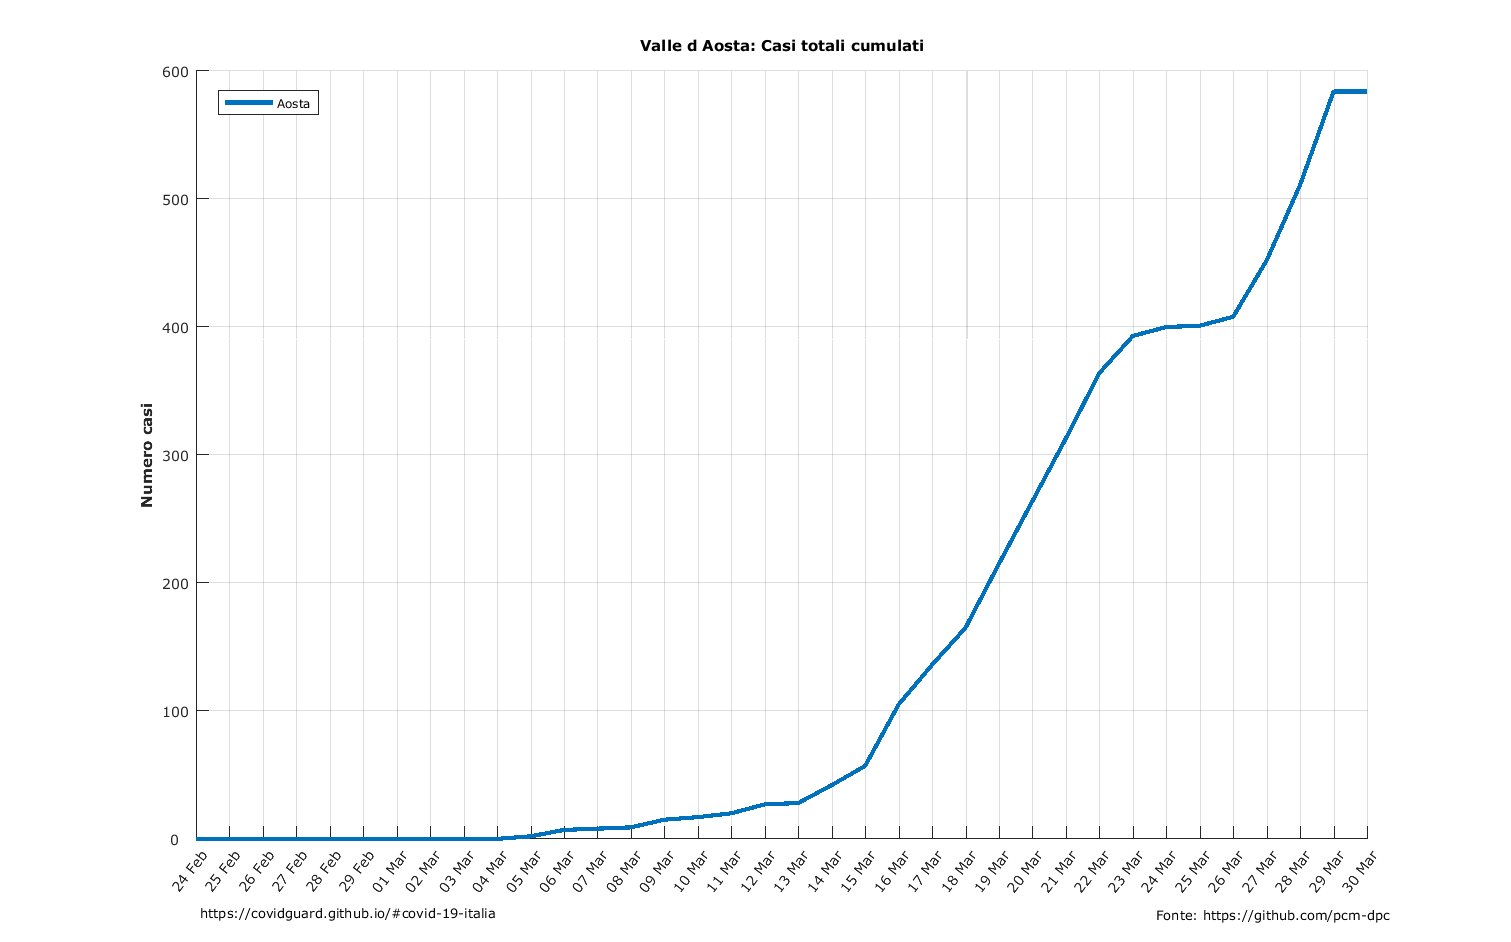 Valle d Aosta: Casi totali cumulati
Aosta
600
500
400
300
200
100
0
Numero casi
24 Feb
25 Feb
26 Feb
27 Feb
28 Feb
29 Feb
01 Mar
02 Mar
03 Mar
04 Mar
05 Mar
06 Mar
07 Mar
08 Mar
09 Mar
10 Mar
11 Mar
12 Mar
13 Mar
14 Mar
15 Mar
16 Mar
17 Mar
18 Mar
19 Mar
20 Mar
21 Mar
22 Mar
23 Mar
24 Mar
25 Mar
26 Mar
27 Mar
28 Mar
29 Mar
30 Mar
https://covidguard.github.io/#covid-19-italia
Fonte: https://github.com/pcm-dpc